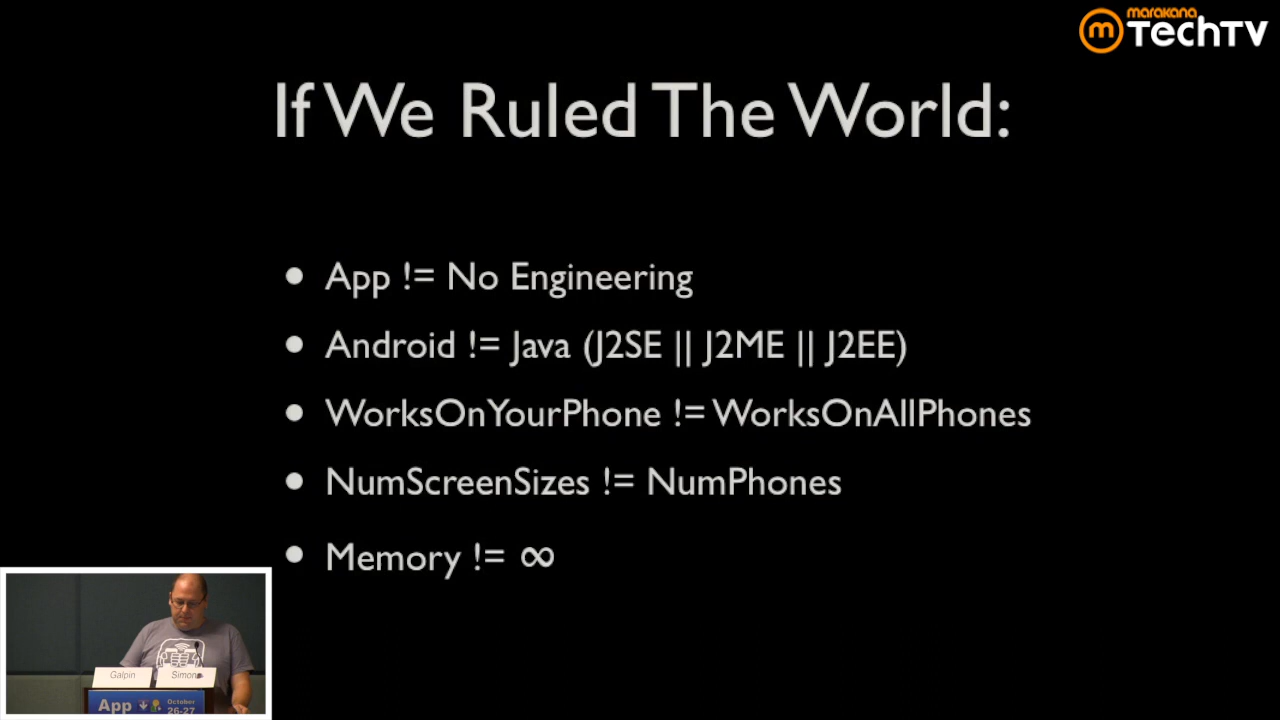 marakana
TechTV
If We Ruled The World:
• App != No Engineering
• Android != Java (J2SE || J2ME || J2EE)
• WorksOnYourPhone != WorksOnAllPhones
• NumScreenSizes != NumPhones
• Memory != ∞
Galpin
App
October
26-27